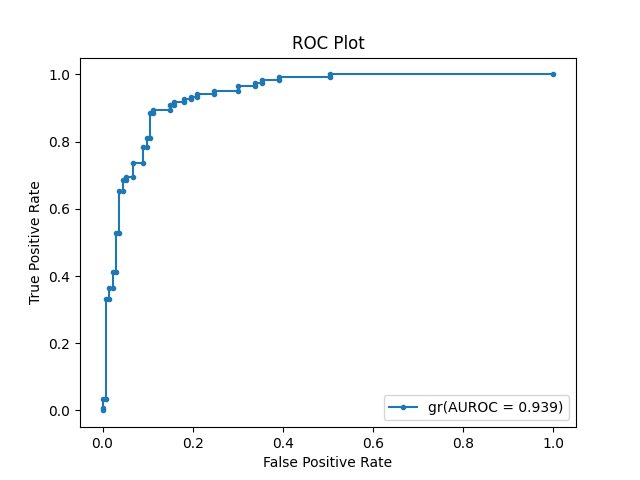 ROC Plot
True Positive Rate
1.0
0.8
0.6
0.4
0.2
0.0
gr(AUROC = 0.939)
0.0 0.2 0.4 0.6 0.8 1.0
False Positive Rate